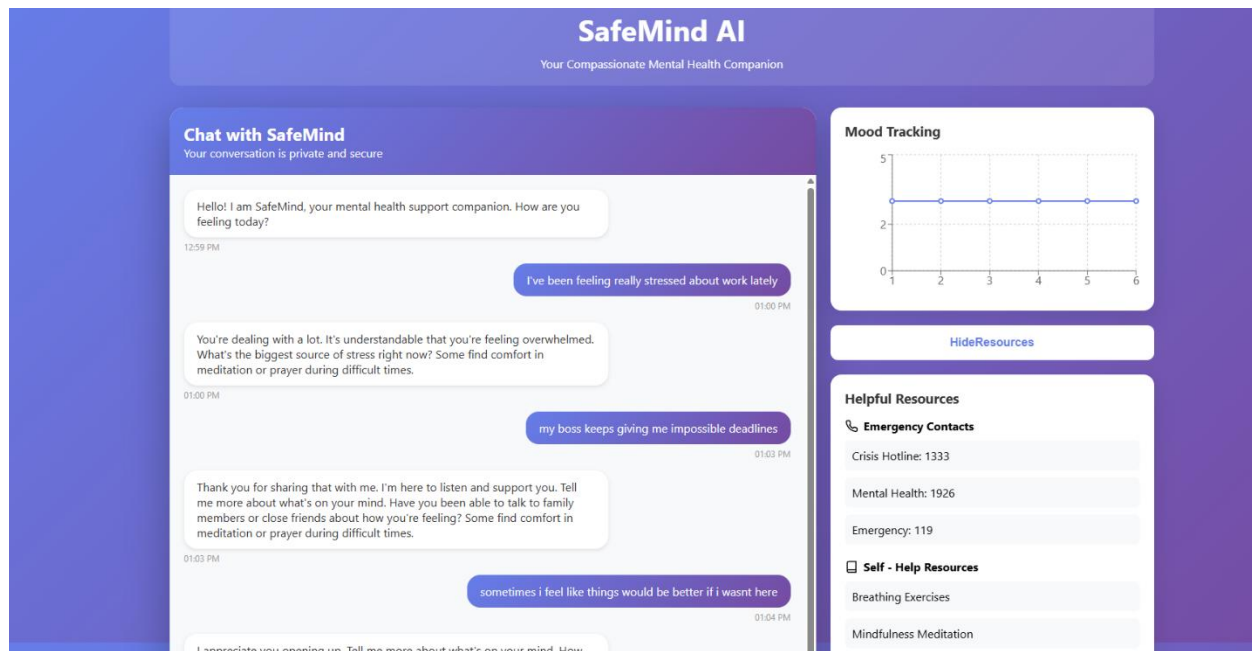 SafeMind AI
Your Compassionate Mental Health Companion
Chat with SafeMind
Your conversation is private and secure
Hello! I am SafeMind, your mental health support companion. How are you
feeling today?
12:59 PM
I've been feeling really stressed about work lately
01:00 PM
You're dealing with a lot. It's understandable that you're feeling overwhelmed.
What's the biggest source of stress right now? Some find comfort in
meditation or prayer during difficult times.
01:00 PM
my boss keeps giving me impossible deadlines
01:03 PM
Thank you for sharing that with me. I'm here to listen and support you. Tell
me more about what's on your mind. Have you been able to talk to family
members or close friends about how you're feeling? Some find comfort in
meditation or prayer during difficult times.
01:03 PM
sometimes i feel like things would be better if i wasnt here
01:04 PM
I appreciate you opening up. Tell me more about what's on your mind. How
Mood Tracking
5
2
0
1 2 3 4 5 6
HideResources
Helpful Resources
Emergency Contacts
Crisis Hotline: 1333
Mental Health: 1926
Emergency: 119
Self - Help Resources
Breathing Exercises
Mindfulness Meditation